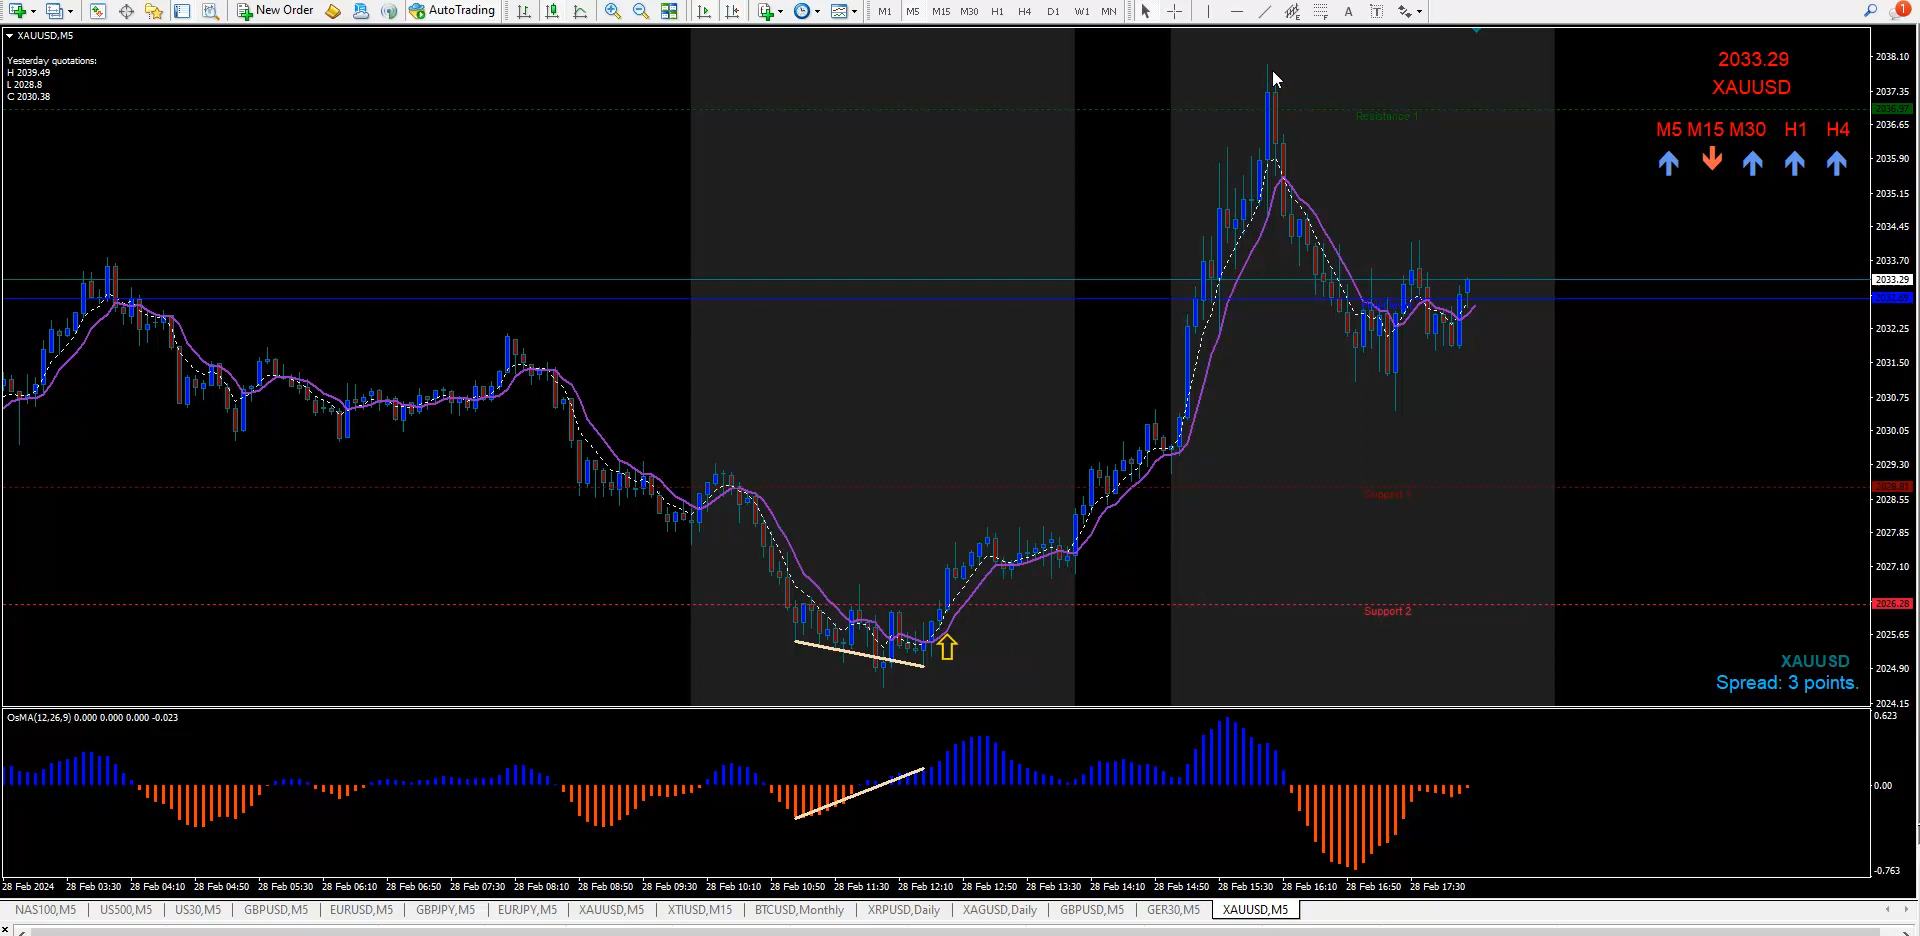 New Order
AutoTrading
M1 M5 M15 M30 H1 H4 D1 W1 MN
A T
1
XAUUSD,M5
Yesterday quotations:
H 2039.49
L 2028.8
C 2030.38
2033.29
XAUUSD
M5 M15 M30 H1 H4
Resistance 1
Support 1
Support 2
XAUUSD
Spread: 3 points.
2038.10
2036.97
2037.35
2036.65
2035.90
2035.15
2034.45
2033.70
2033.29
2032.25
2031.50
2030.75
2030.05
2029.30
2028.55
2027.85
2027.10
2026.28
2025.65
2024.90
2024.15
OsMA(12,26,9) 0.000 0.000 0.000 -0.023
0.623
0.00
-0.763
28 Feb 2024 28 Feb 03:30 28 Feb 04:10 28 Feb 04:50 28 Feb 05:30 28 Feb 06:10 28 Feb 06:50 28 Feb 07:30 28 Feb 08:10 28 Feb 08:50 28 Feb 09:30 28 Feb 10:10 28 Feb 10:50 28 Feb 11:30 28 Feb 12:10 28 Feb 12:50 28 Feb 13:30 28 Feb 14:10 28 Feb 14:50 28 Feb 15:30 28 Feb 16:10 28 Feb 16:50 28 Feb 17:30
NAS100,M5 US500,M5 US30,M5 GBPUSD,M5 EURUSD,M5 GBPJPY,M5 EURJPY,M5 XAUUSD,M5 XTIUSD,M15 BTCUSD,Monthly XRPUSD,Daily XAGUSD,Daily GBPUSD,M5 GER30,M5 XAUUSD,M5